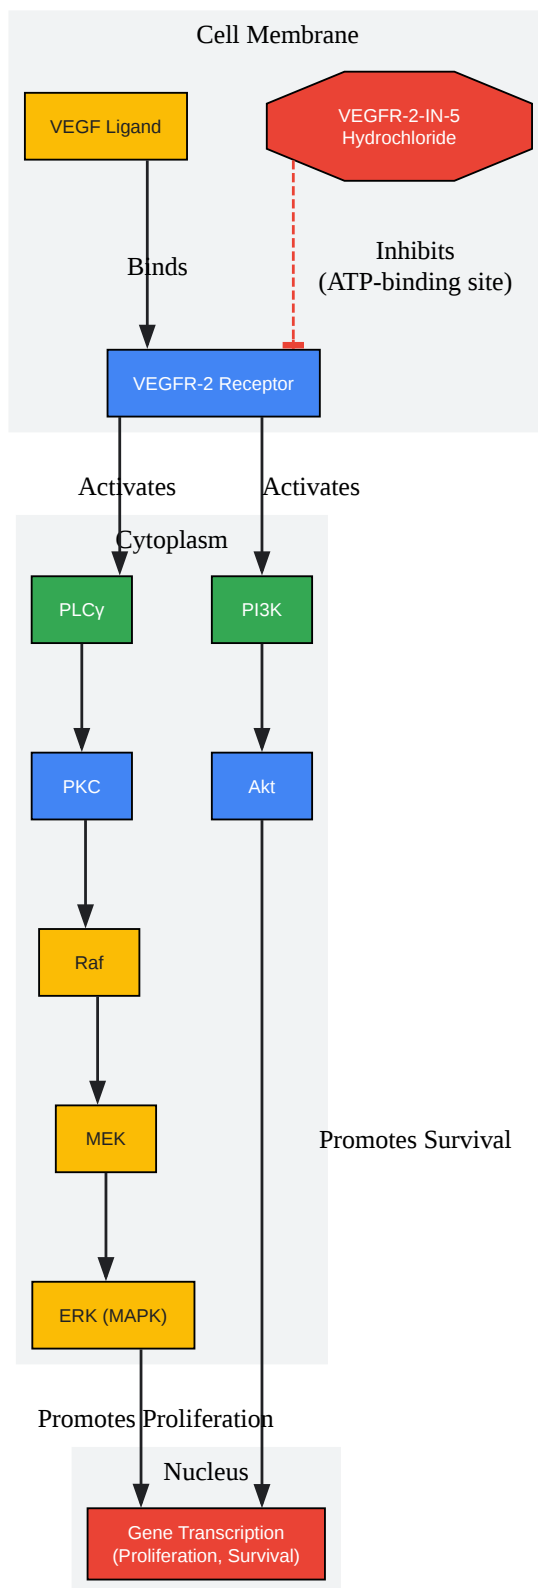 Cell Membrane
VEGF Ligand
VEGFR-2-IN-5
Hydrochloride
Binds
Inhibits
(ATP-binding site)
VEGFR-2 Receptor
Activates
Activates
Cytoplasm
PLCγ
PI3K
PKC
Akt
Raf
MEK
Promotes Survival
ERK (MAPK)
Promotes Proliferation
Nucleus
Gene Transcription
(Proliferation, Survival)